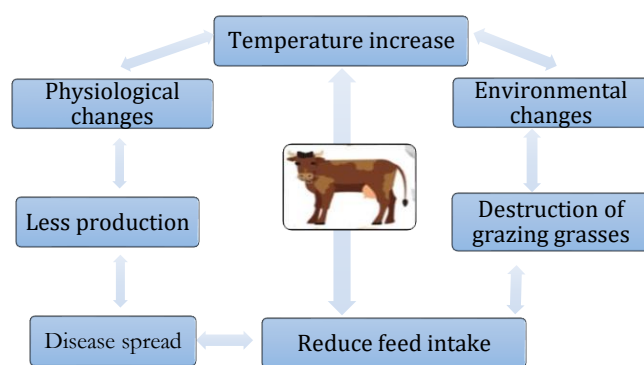 Temperature increase
Physiological
changes
Environmental
changes
Less production
Destruction of
grazing grasses
Disease spread
Reduce feed intake